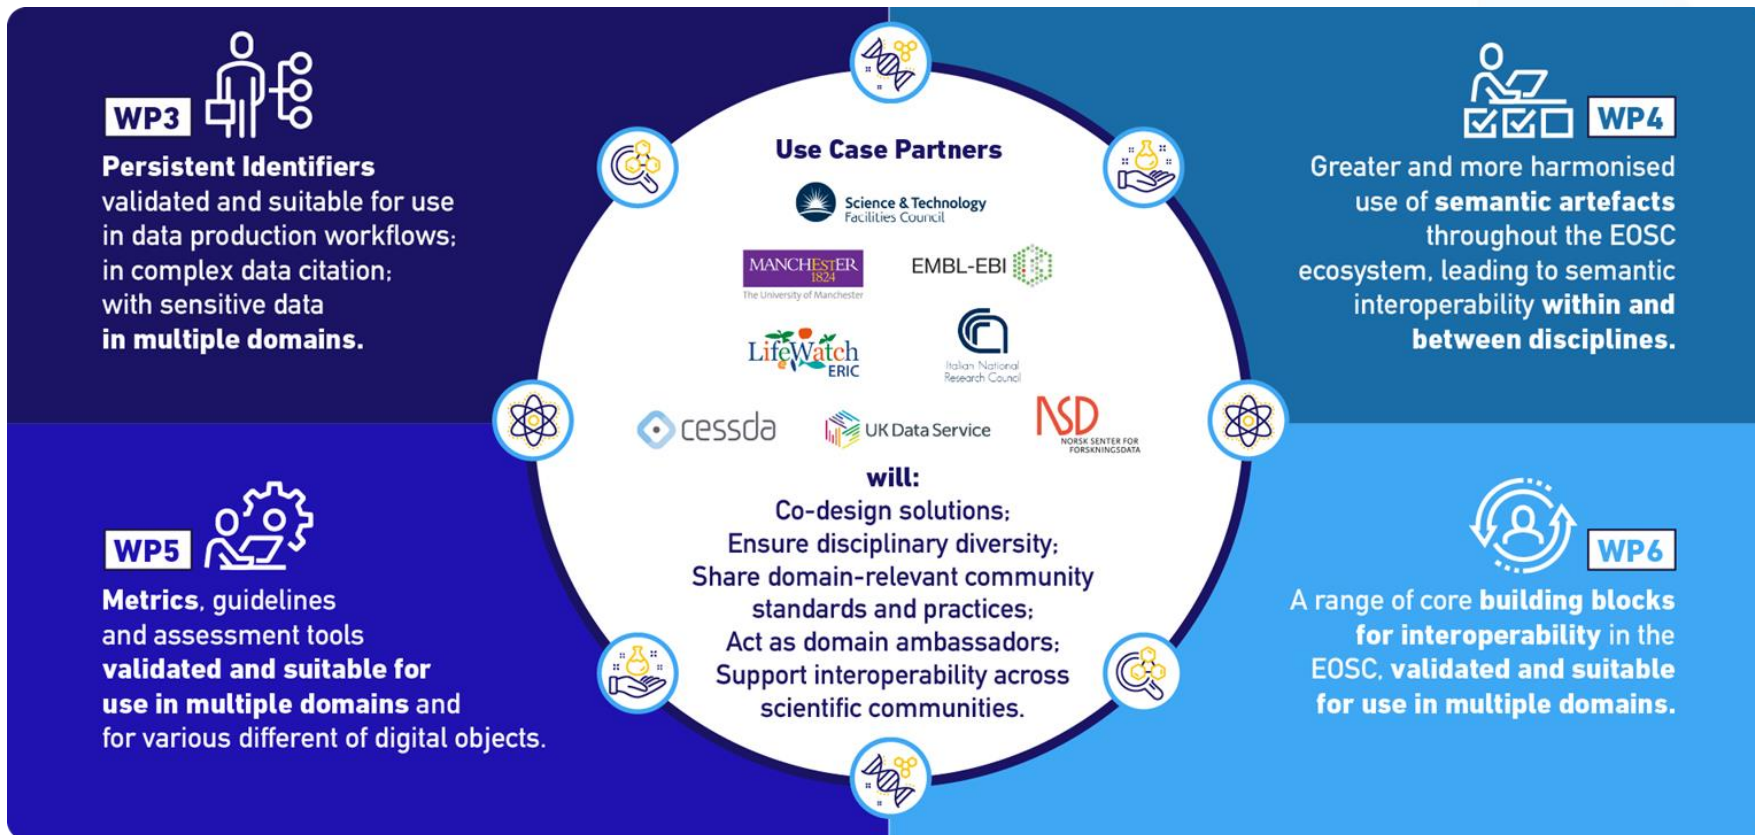 WP3
Persistent Identifiers
validated and suitable for use
in data production workflows;
in complex data citation;
with sensitive data
in multiple domains.
WP4
Greater and more harmonised
use of semantic artefacts
throughout the EOSC
ecosystem, leading to semantic
interoperability within and
between disciplines.
Use Case Partners
Science & Technology
Facilities Council
MANCHESTER
1824
The University of Manchester
EMBL-EBI
LifeWatch
ERIC
Italian National
Research Council
cessda
UK Data Service
NSD
NORSK SENTER FOR
FORSKNINGSDATA
will:
Co-design solutions;
Ensure disciplinary diversity;
Share domain-relevant community
standards and practices;
Act as domain ambassadors;
Support interoperability across
scientific communities.
WP5
Metrics, guidelines
and assessment tools
validated and suitable for
use in multiple domains and
for various different of digital objects.
WP6
A range of core building blocks
for interoperability in the
EOSC, validated and suitable
for use in multiple domains.